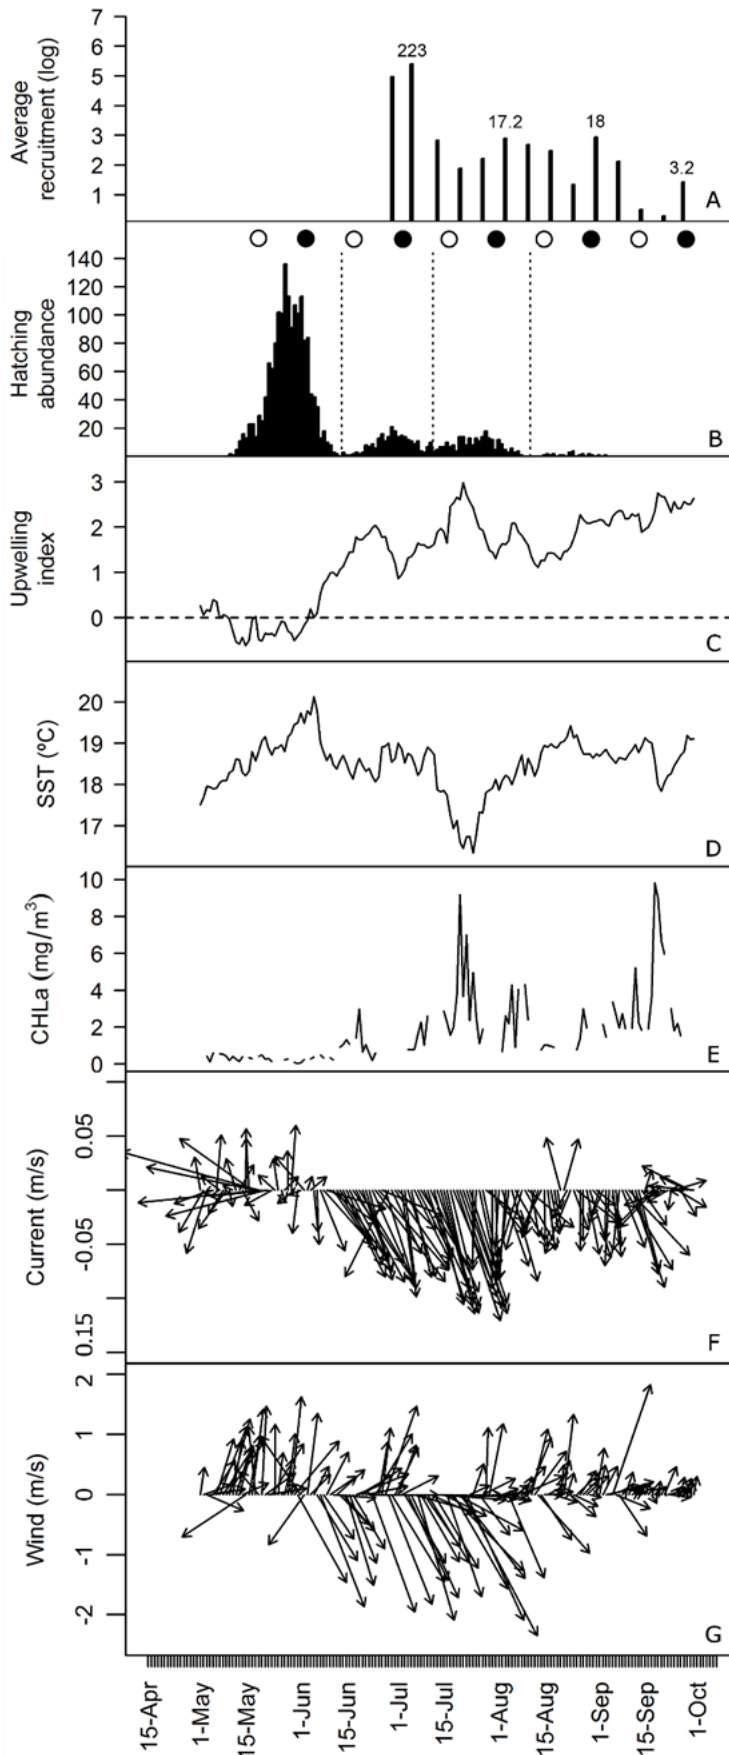 7
6
5
4
3
2
1
Average
recruitment (log)
223
17.2
18
3.2
A
140
120
100
80
60
40
20
Hatching
abundance
B
3
2
1
0
Upwelling
index
C
20
19
18
17
SST (ºC)
D
10
8
6
4
2
0
CHLa (mg/m³)
E
0.05
-0.05
0.15
Current (m/s)
F
2
1
0
-1
-2
Wind (m/s)
G
15-Apr
1-May
15-May
1-Jun
15-Jun
1-Jul
15-Jul
1-Aug
15-Aug
1-Sep
15-Sep
1-Oct